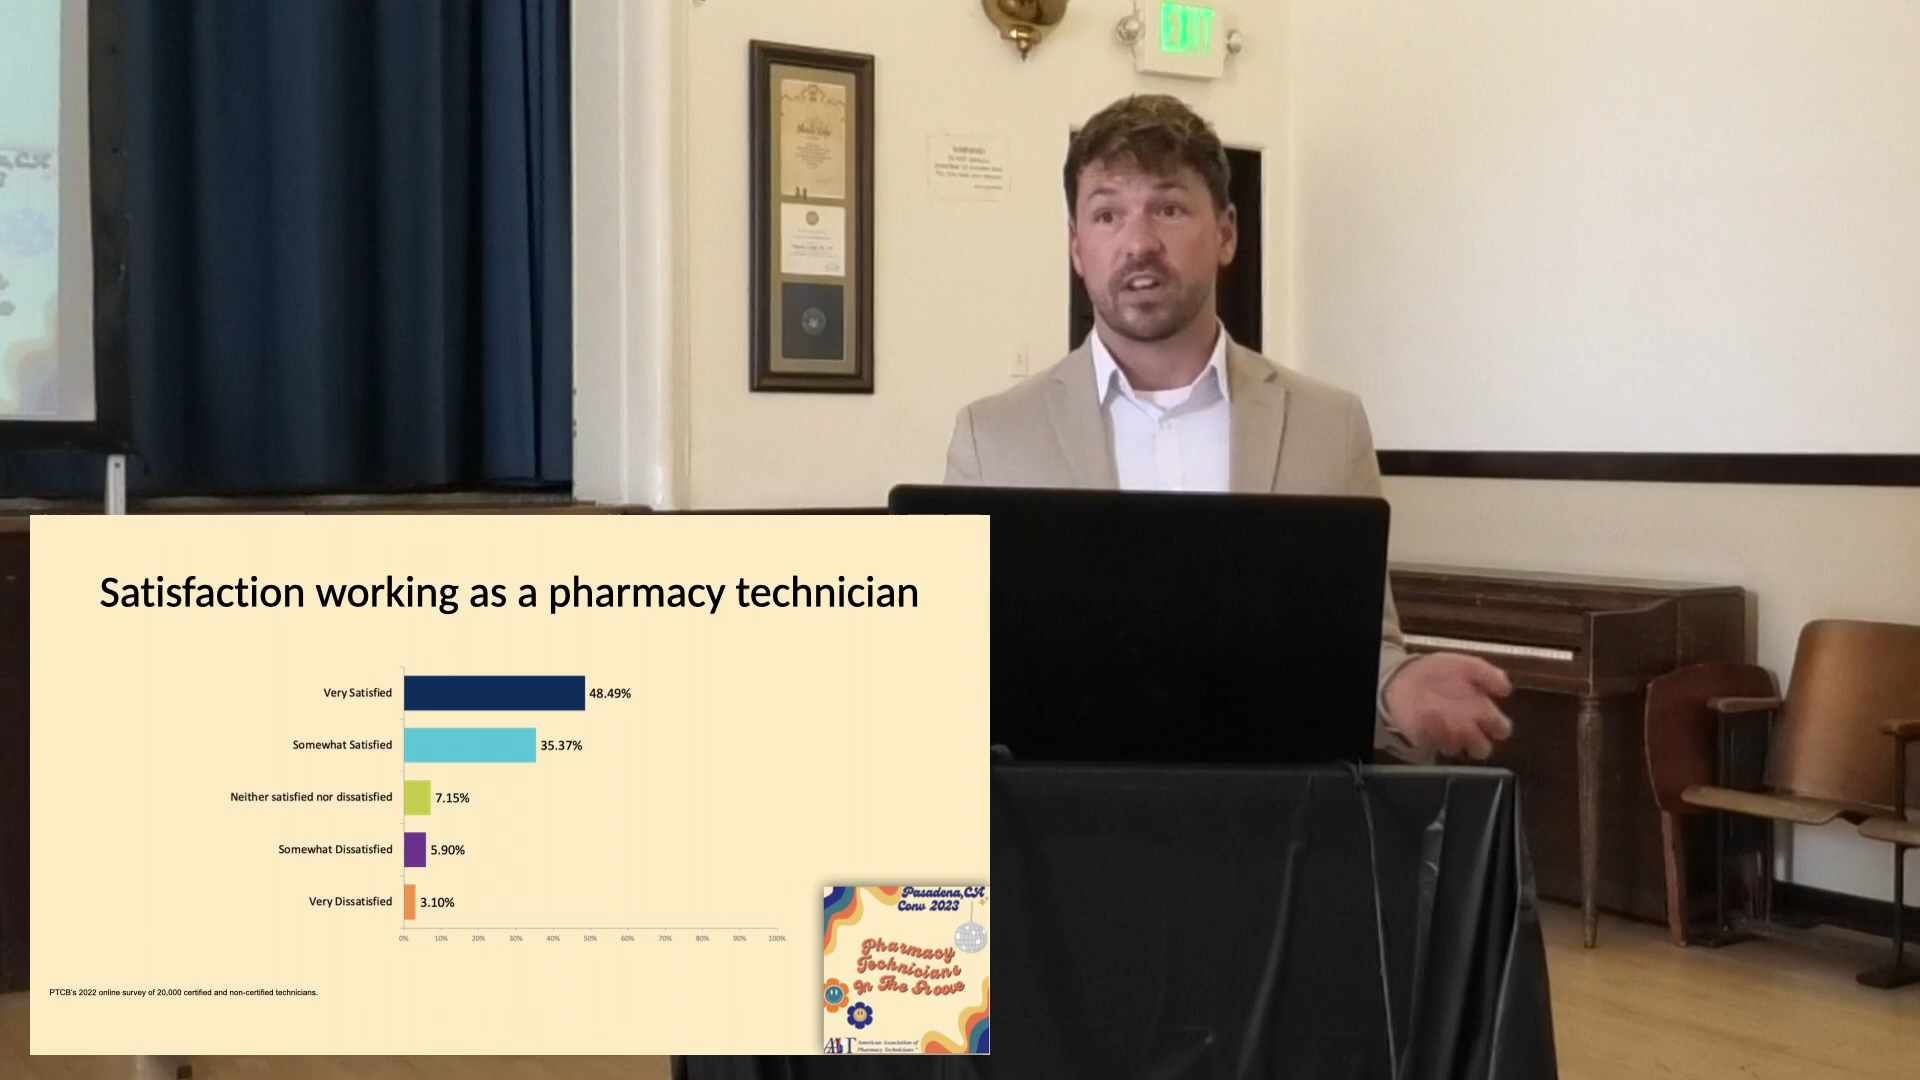 EXIT
WARNING:
Satisfaction working as a pharmacy technician
Very Satisfied 48.49%
Somewhat Satisfied 35.37%
Neither satisfied nor dissatisfied 7.15%
Somewhat Dissatisfied 5.90%
Very Dissatisfied 3.10%
0% 10% 20% 30% 40% 50% 60% 70% 80% 90% 100%
PTCB's 2022 online survey of 20,000 certified and non-certified technicians.
Pasadena,CA
Conv 2023
Pharmacy
Technicians
In The Groove
American Association of
Pharmacy Technicians